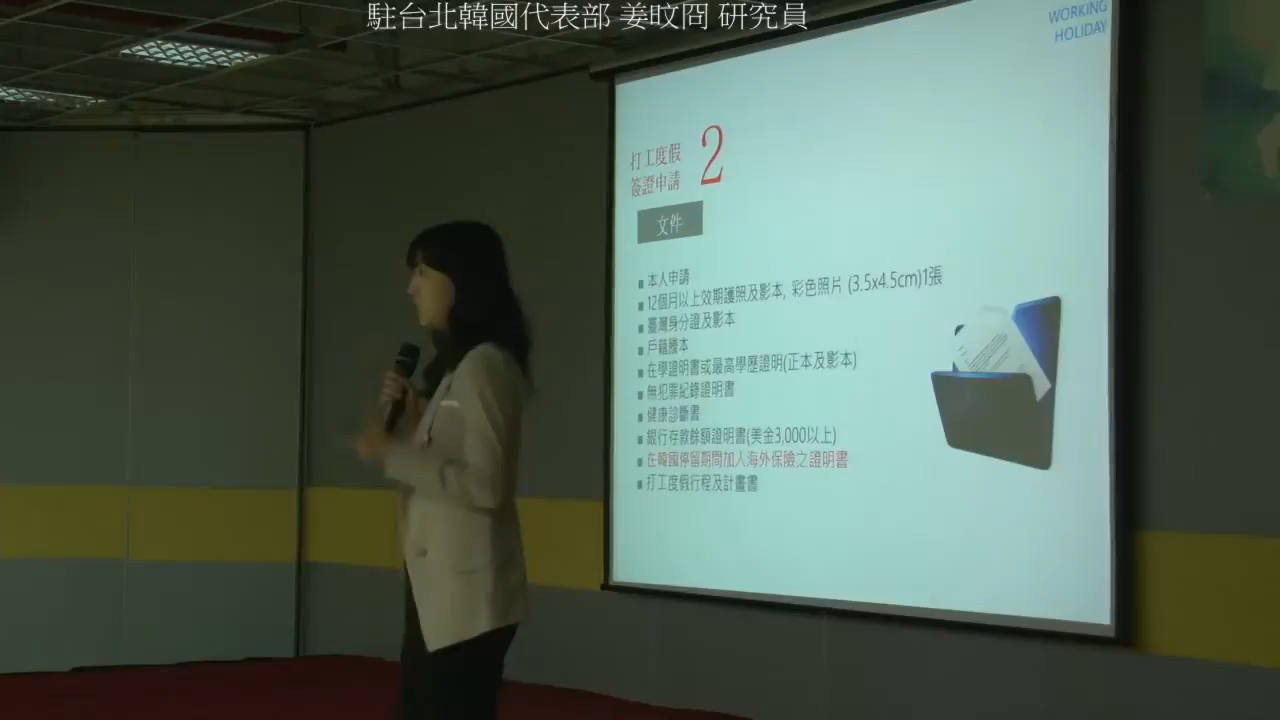 駐台北韓國代表部 姜旼冏 研究員
WORKING
HOLIDAY
打工度假
簽證申請
2
文件
■ 本人申請
■ 12個月以上效期護照及影本, 彩色照片 (3.5x4.5cm)1張
■ 臺灣身分證及影本
■ 戶籍謄本
■ 在學證明書或最高學歷證明(正本及影本)
■ 無犯罪紀錄證明書
■ 健康診斷書
■ 銀行存款餘額證明書(美金3,000以上)
■ 在韓國停留期間加入海外保險之證明書
■ 打工度假行程及計畫書